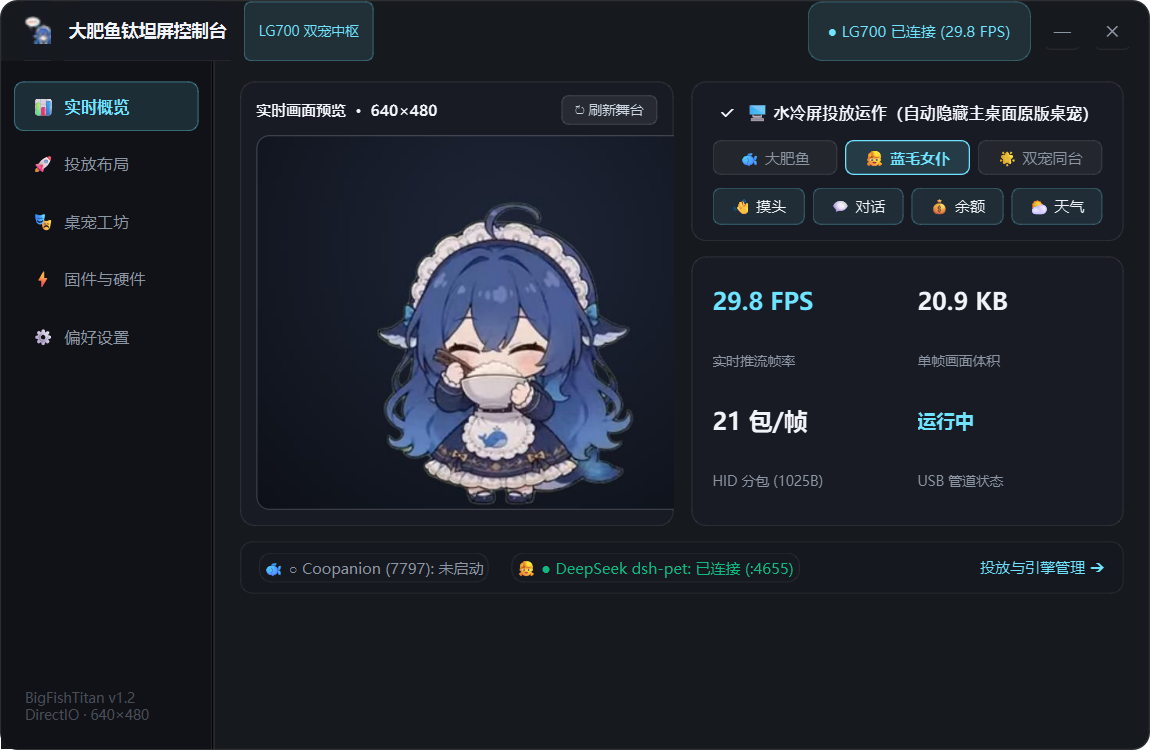 大肥鱼钛坦屏控制台
LG700 双宠中枢
● LG700 已连接 (29.8 FPS)
实时概览
投放布局
桌宠工坊
固件与硬件
偏好设置
BigFishTitan v1.2
DirectIO · 640×480
实时画面预览 • 640×480
↻ 刷新舞台
✓ 🖥️ 水冷屏投放运作（自动隐藏主桌面原版桌宠）
大肥鱼
蓝毛女仆
双宠同台
摸头
对话
余额
天气
29.8 FPS
20.9 KB
实时推流帧率
单帧画面体积
21 包/帧
运行中
HID 分包 (1025B)
USB 管道状态
○ Coopanion (7797): 未启动
● DeepSeek dsh-pet: 已连接 (:4655)
投放与引擎管理 →